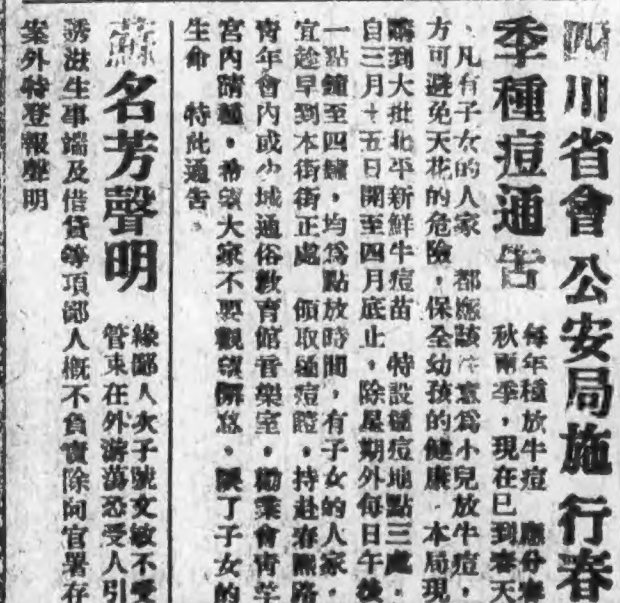 四川省會公安局施行春
季種痘通告
每年種放牛痘 應分春
秋兩季，現在已到春天
，凡有子女的人家 都應該注意爲小兒放牛痘，
方可避免天花的危險，保全幼孩的健康，本局現
購到大批北平新鮮牛痘苗 特設種痘地點三處，
自三月十五日開至四月底止，除星期外每日午後
一點鐘至四鐘，均爲點放時間，有子女的人家，
宜趁早到本街街正處 領取種痘證，持赴春熙路
靑年會內或少城通俗敎育館音樂室，勸業會靑羊
宮內請種，希望大家不要觀望懈怠，誤了子女的
生命 特此通告。
蘇名芳聲明
緣鄙人次子號文敏不受
管束在外游蕩恐受人引
誘滋生事端及借貸等項鄙人槪不負責除向官署存
案外特登報聲明